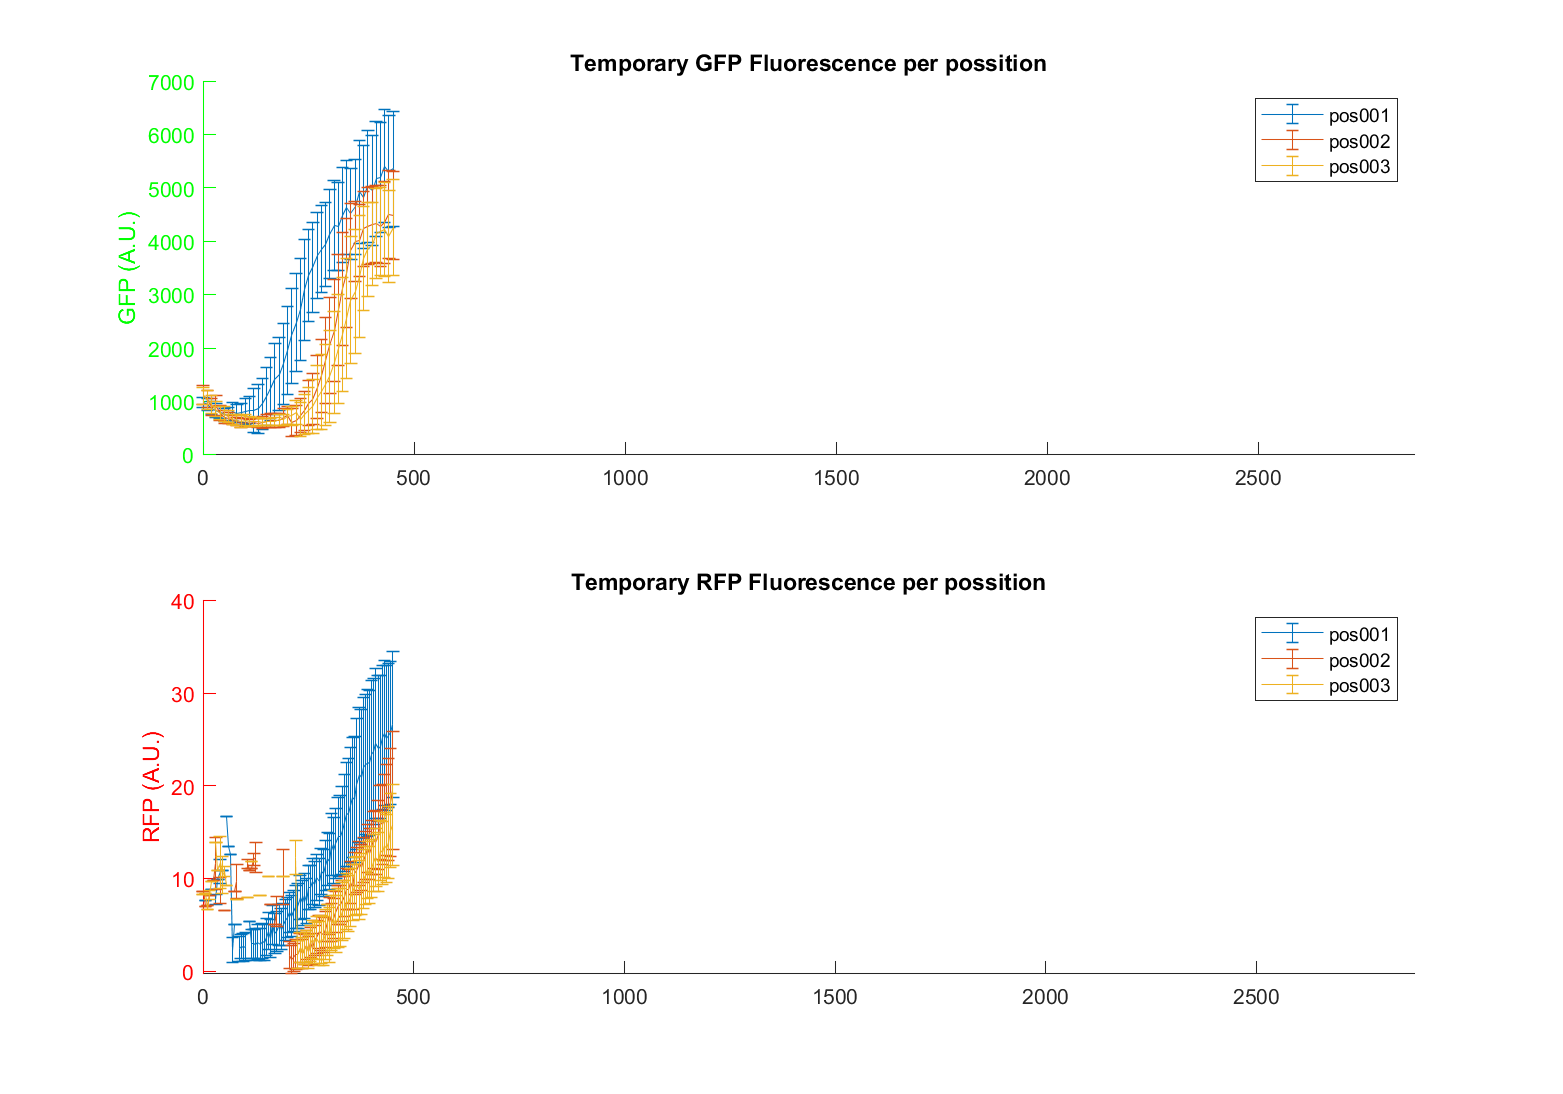 Temporary GFP Fluorescence per possition
7000
6000
5000
4000
3000
2000
1000
0
GFP (A.U.)
0 500 1000 1500 2000 2500
pos001
pos002
pos003
Temporary RFP Fluorescence per possition
40
30
20
10
0
RFP (A.U.)
0 500 1000 1500 2000 2500
pos001
pos002
pos003